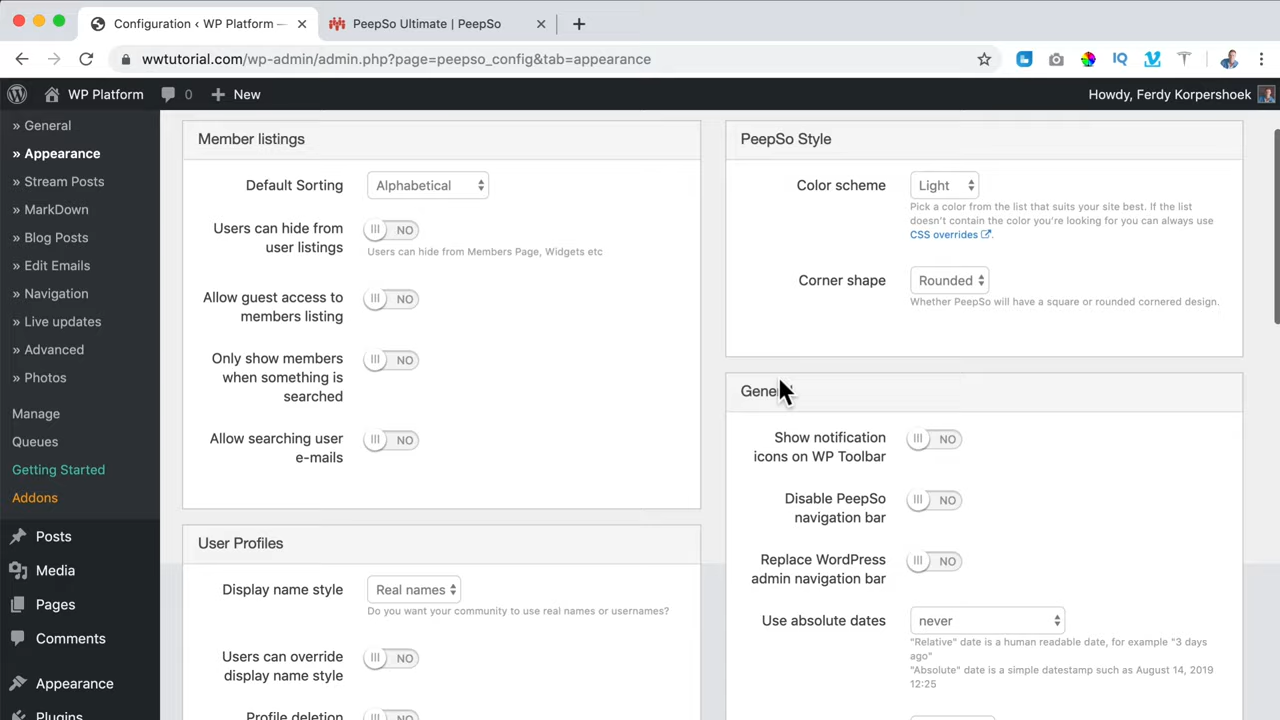 Configuration ‹ WP Platform —
PeepSo Ultimate | PeepSo
wwtutorial.com/wp-admin/admin.php?page=peepso_config&tab=appearance
WP Platform
0
New
Howdy, Ferdy Korpershoek
» General
» Appearance
» Stream Posts
» MarkDown
» Blog Posts
» Edit Emails
» Navigation
» Live updates
» Advanced
» Photos
Manage
Queues
Getting Started
Addons
Posts
Media
Pages
Comments
Appearance
Plugins
Member listings
Default Sorting
Alphabetical
Users can hide from
user listings
NO
Users can hide from Members Page, Widgets etc
Allow guest access to
members listing
NO
Only show members
when something is
searched
NO
Allow searching user
e-mails
NO
User Profiles
Display name style
Real names
Do you want your community to use real names or usernames?
Users can override
display name style
NO
Profile deletion
NO
PeepSo Style
Color scheme
Light
Pick a color from the list that suits your site best. If the list
doesn't contain the color you're looking for you can always use
CSS overrides .
Corner shape
Rounded
Whether PeepSo will have a square or rounded cornered design.
General
Show notification
icons on WP Toolbar
NO
Disable PeepSo
navigation bar
NO
Replace WordPress
admin navigation bar
NO
Use absolute dates
never
"Relative" date is a human readable date, for example "3 days
ago"
"Absolute" date is a simple datestamp such as August 14, 2019
12:25